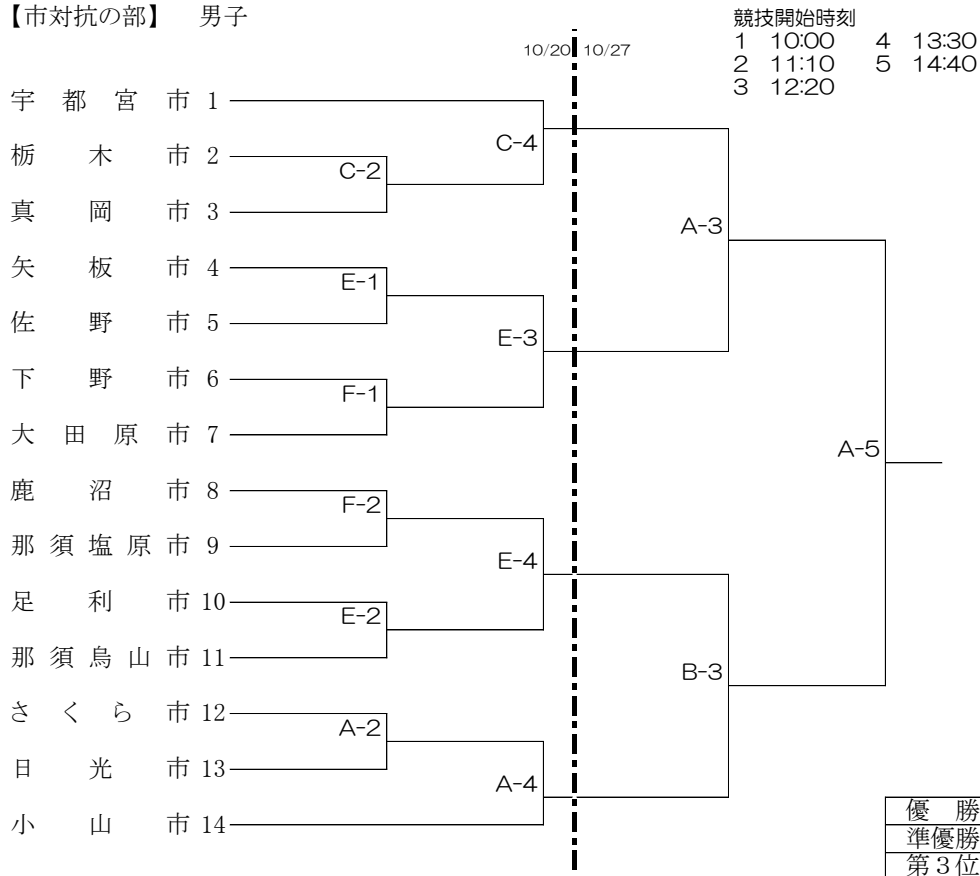 【市対抗の部】 男子
競技開始時刻
1 10:00 4 13:30
2 11:10 5 14:40
3 12:20
10/20 10/27
宇都宮市 1
C-4
栃木市 2
C-2
真岡市 3
A-3
矢板市 4
E-1
佐野市 5
E-3
下野市 6
F-1
大田原市 7
A-5
鹿沼市 8
F-2
那須塩原市 9
E-4
足利市 10
E-2
那須烏山市 11
B-3
さくら市 12
A-2
日光市 13
A-4
小山市 14
優勝
準優勝
第3位